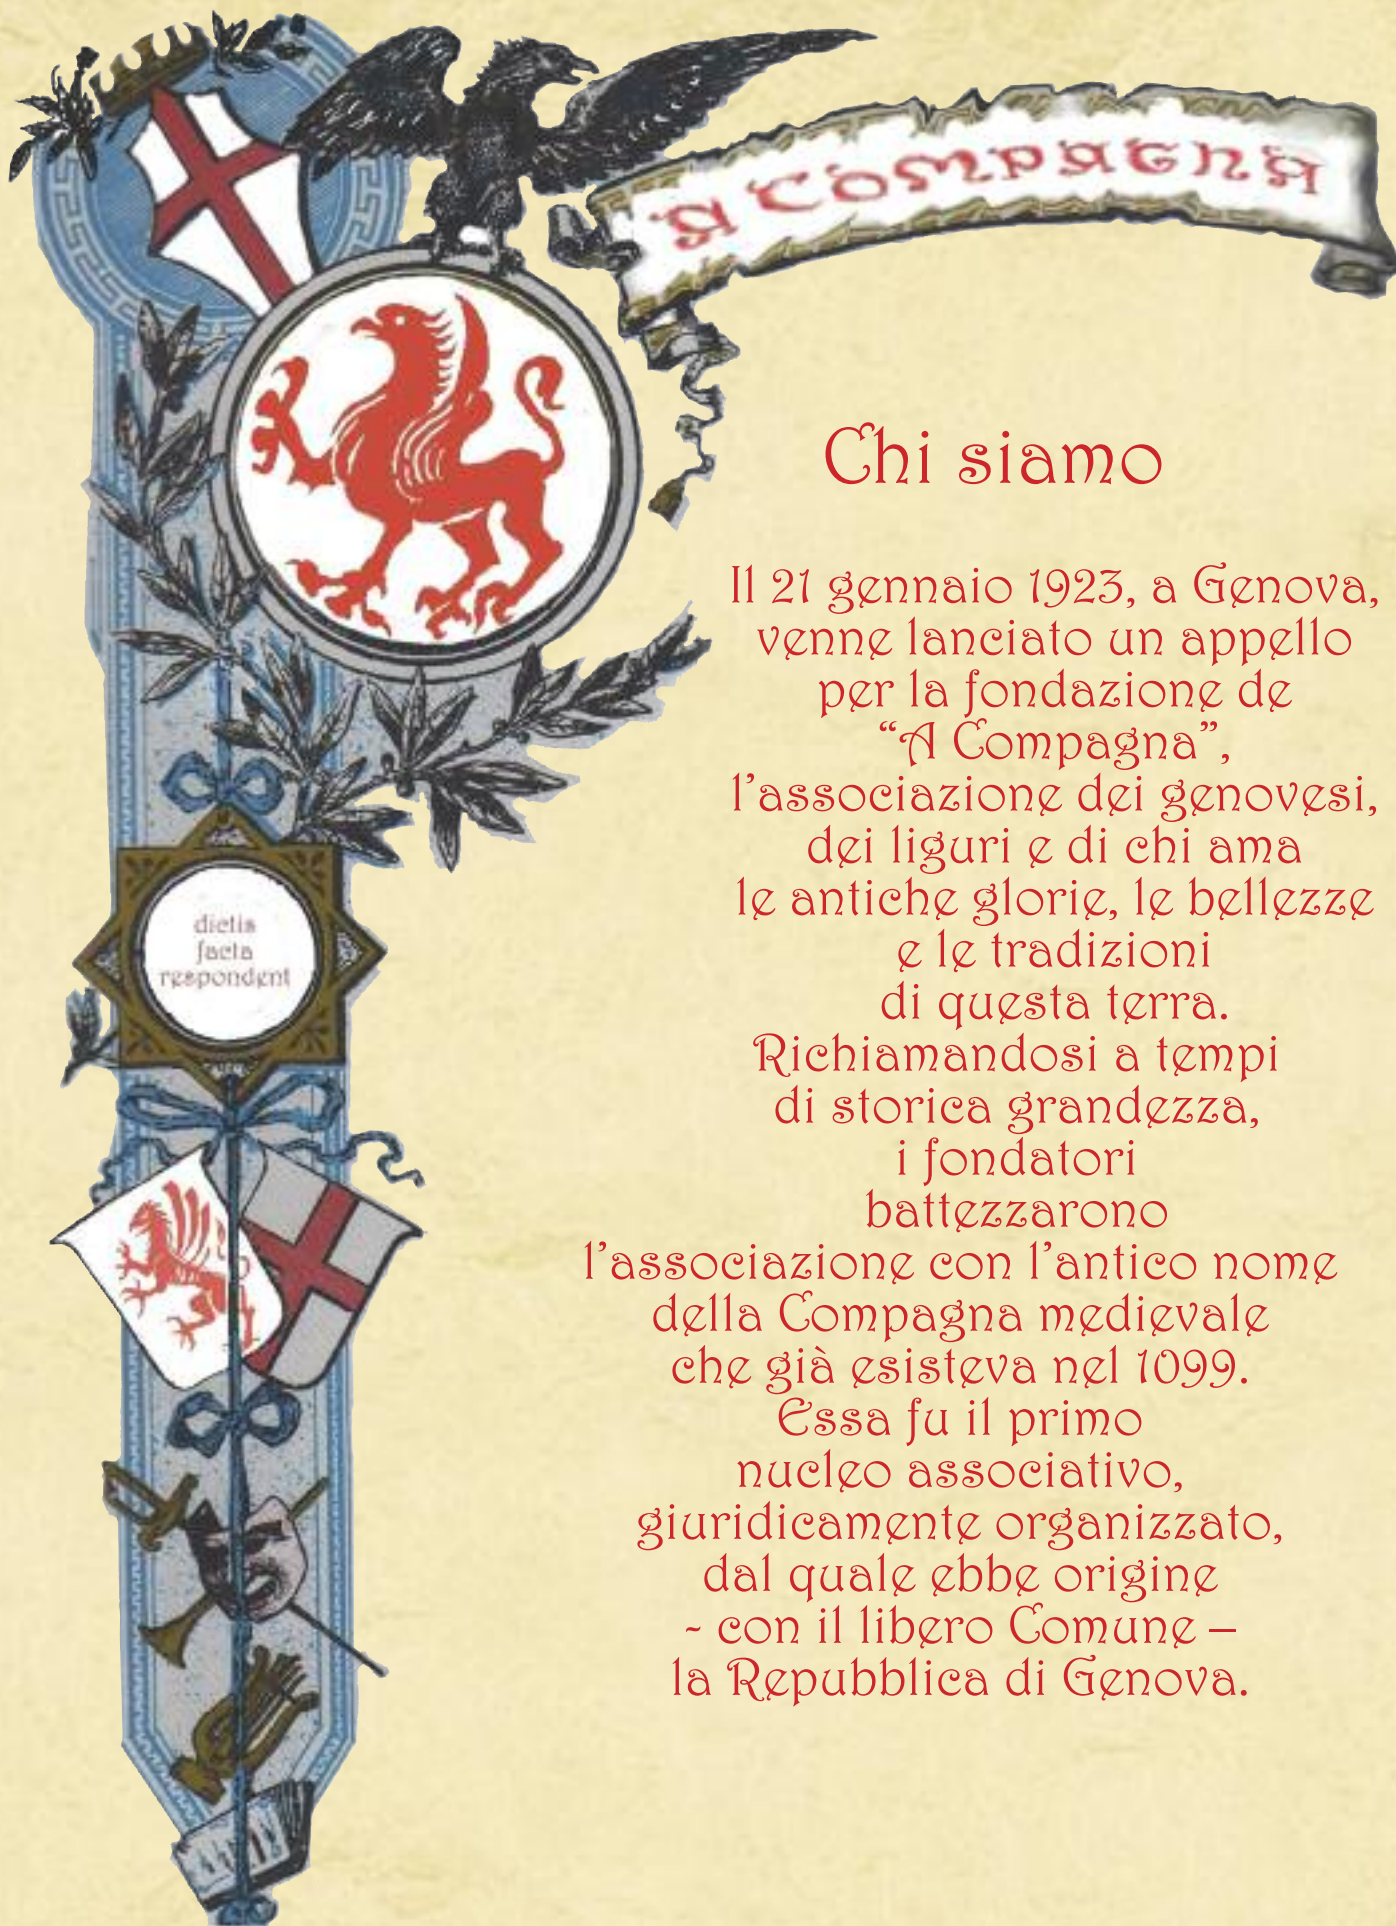 A COMPAGNA
Chi siamo
Il 21 gennaio 1923, a Genova,
venne lanciato un appello
per la fondazione de
“A Compagna”,
l’associazione dei genovesi,
dei liguri e di chi ama
le antiche glorie, le bellezze
e le tradizioni
di questa terra.
Richiamandosi a tempi
di storica grandezza,
i fondatori
battezzarono
l’associazione con l’antico nome
della Compagna medievale
che già esisteva nel 1099.
Essa fu il primo
nucleo associativo,
giuridicamente organizzato,
dal quale ebbe origine
- con il libero Comune –
la Repubblica di Genova.
dictis
facta
respondent